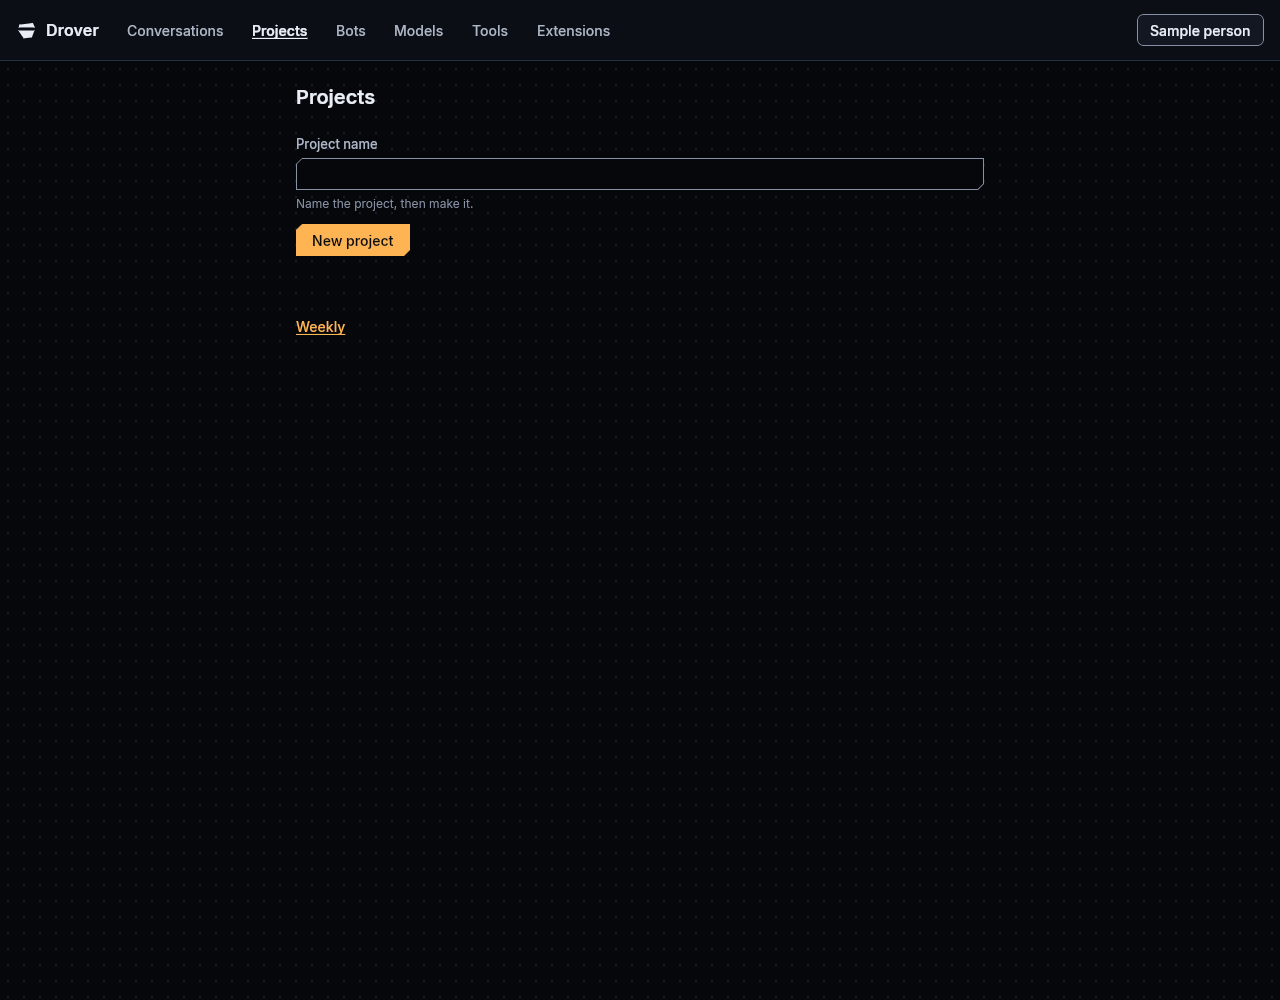 Drover
Conversations
Projects
Bots
Models
Tools
Extensions
Sample person
Projects
Project name
Name the project, then make it.
New project
Weekly